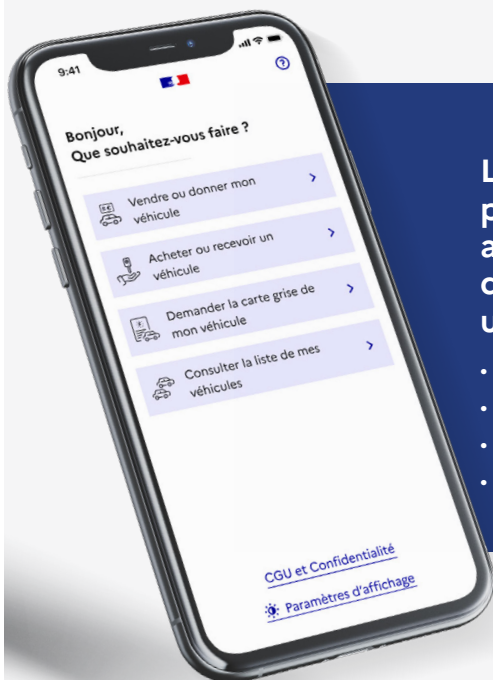 9:41
Bonjour,
Que souhaitez-vous faire ?
Vendre ou donner mon
véhicule
Acheter ou recevoir un
véhicule
Demander la carte grise de
mon véhicule
Consulter la liste de mes
véhicules
CGU et Confidentialité
Paramètres d'affichage